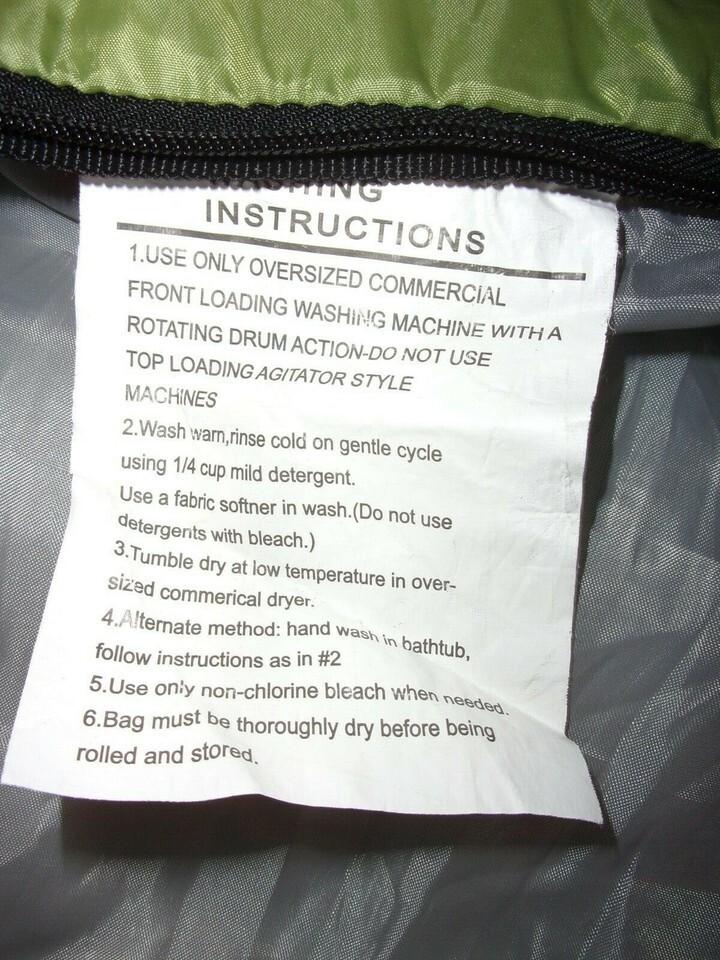 WASHING
INSTRUCTIONS
1.USE ONLY OVERSIZED COMMERCIAL
FRONT LOADING WASHING MACHINE WITH A
ROTATING DRUM ACTION-DO NOT USE
TOP LOADING AGITATOR STYLE
MACHINES
2.Wash warn,rinse cold on gentle cycle
using 1/4 cup mild detergent.
Use a fabric softner in wash.(Do not use
detergents with bleach.)
3.Tumble dry at low temperature in over-
sized commerical dryer.
4.Alternate method: hand wash in bathtub,
follow instructions as in #2
5.Use only non-chlorine bleach when needed.
6.Bag must be thoroughly dry before being
rolled and stored.